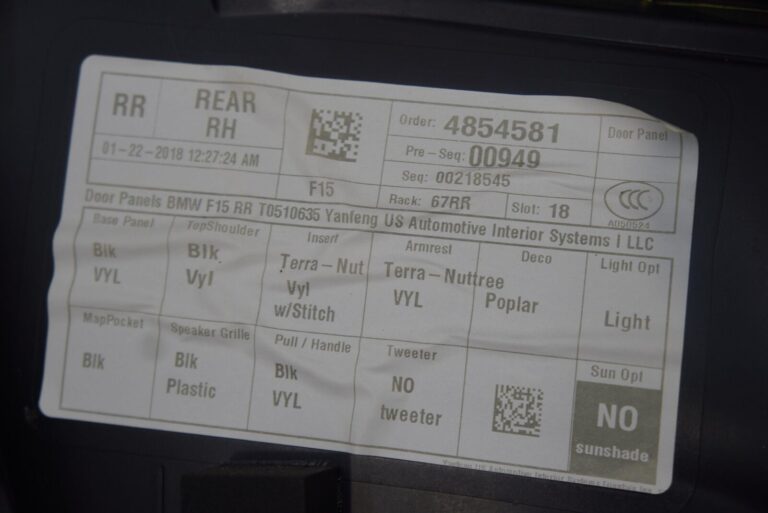 RR
REAR
RH
01-22-2018 12:27:24 AM
F15
Order: 4854581
Pre-Seq: 00949
Seq: 00218545
Rack: 67RR
Slot: 18
Door Panel
CCC
A050624
Door Panels BMW F15 RR T0510635 Yanfeng US Automotive Interior Systems I LLC
Base Panel
Blk
VYL
TopShoulder
Blk
Vyl
Insert
Terra-Nut
Vyl
w/Stitch
Armrest
Terra-Nuttree
VYL
Deco
Poplar
Light Opt
Light
MapPocket
Blk
Speaker Grille
Blk
Plastic
Pull / Handle
Blk
VYL
Tweeter
NO
tweeter
Sun Opt
NO
sunshade